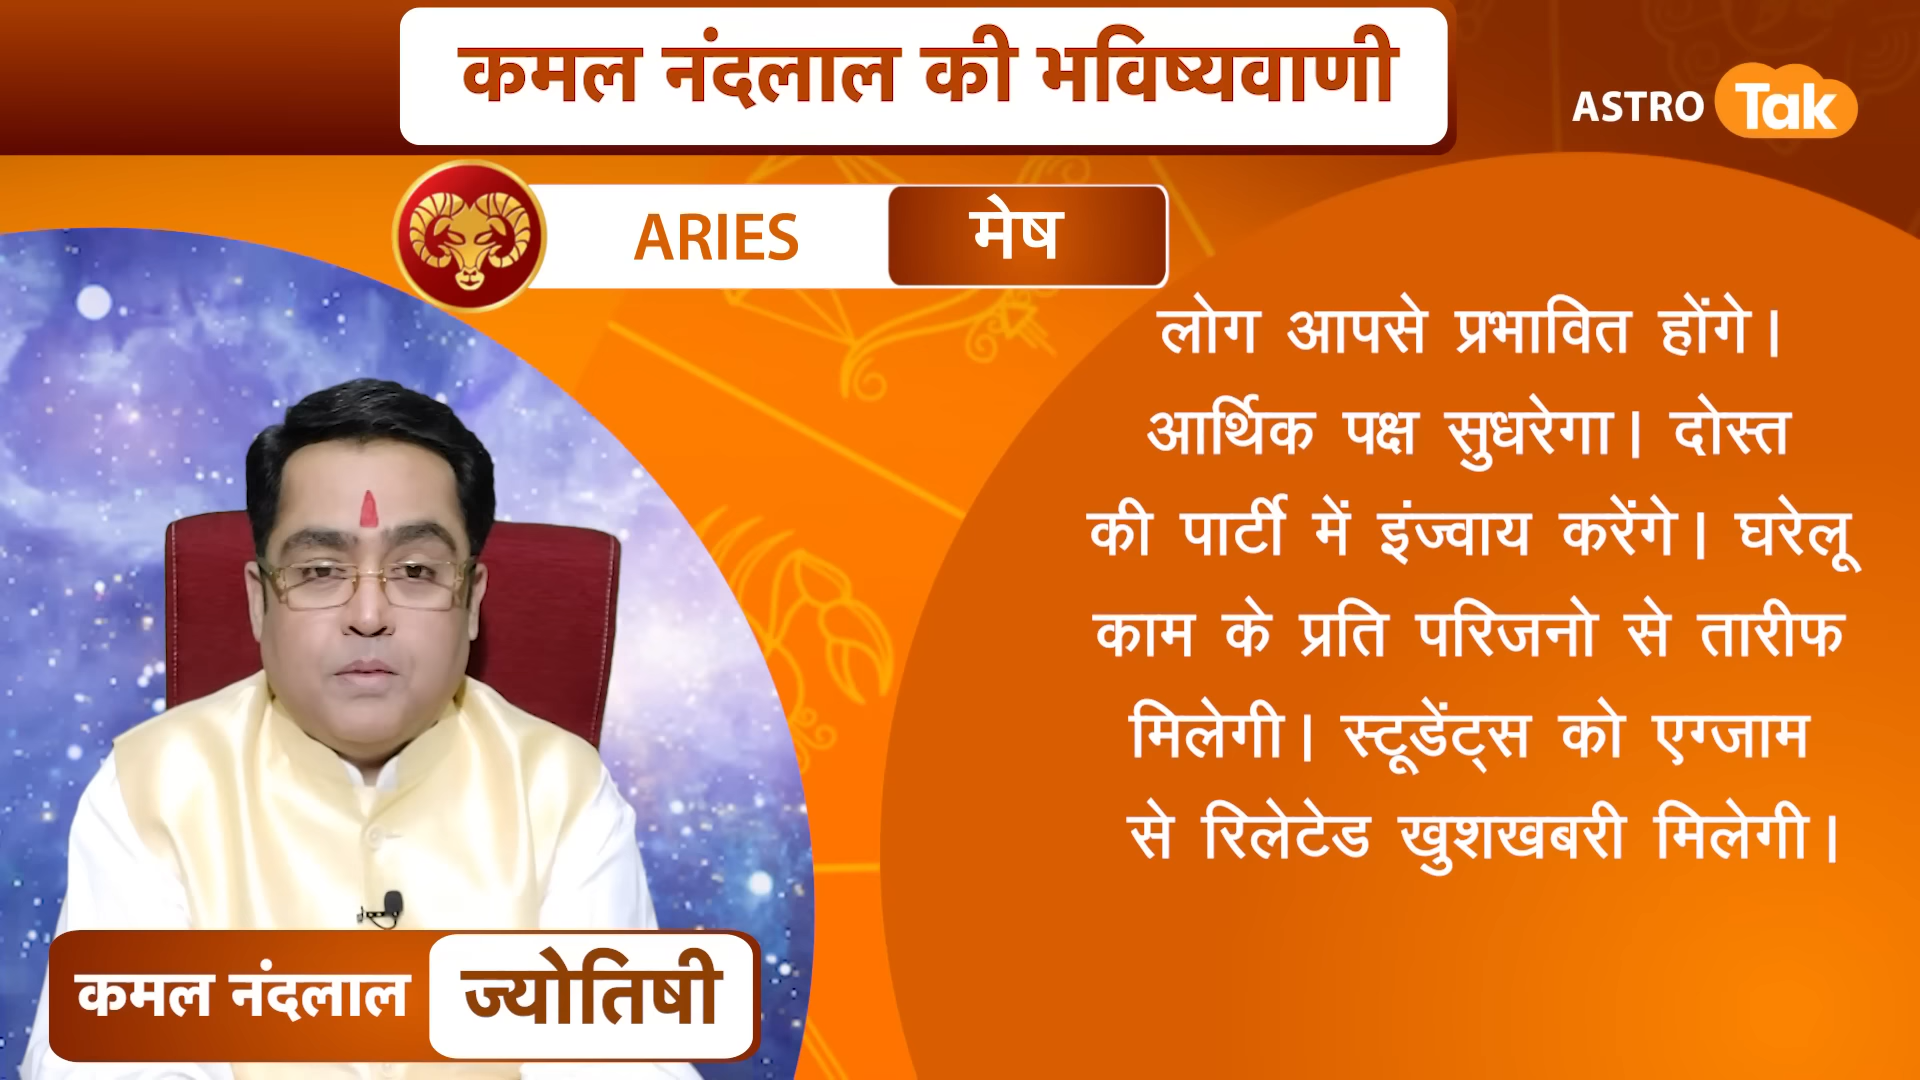 कमल नंदलाल की भविष्यवाणी
ASTRO Tak
ARIES मेष
लोग आपसे प्रभावित होंगे।
आर्थिक पक्ष सुधरेगा। दोस्त
की पार्टी में इंज्वाय करेंगे। घरेलू
काम के प्रति परिजनो से तारीफ
मिलेगी। स्टूडेंट्स को एग्जाम
से रिलेटेड खुशखबरी मिलेगी।
कमल नंदलाल ज्योतिषी